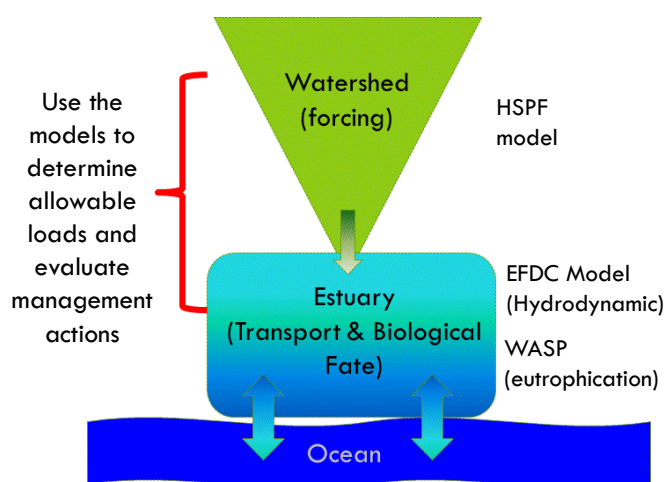 Use the
models to
determine
allowable
loads and
evaluate
management
actions
Watershed
(forcing)
HSPF
model
Estuary
(Transport & Biological
Fate)
EFDC Model
(Hydrodynamic)
WASP
(eutrophication)
Ocean